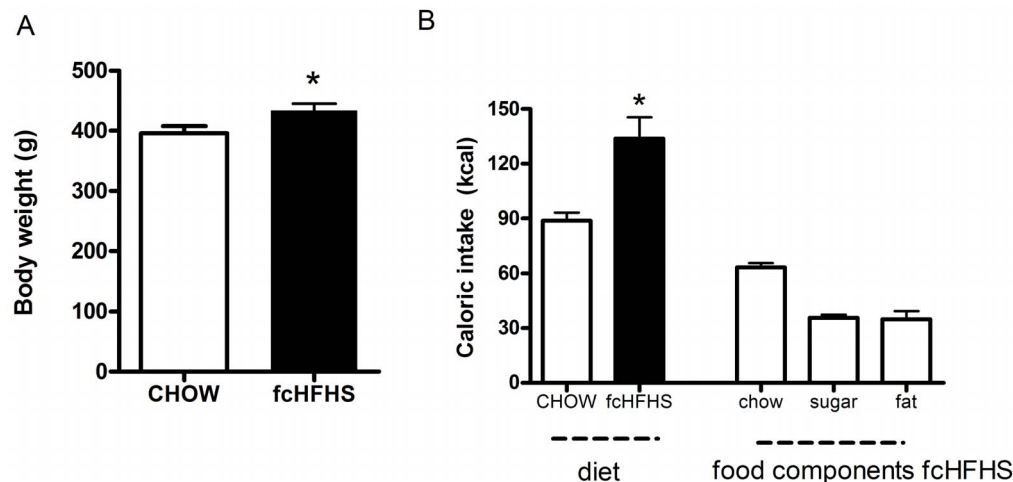 A
Body weight (g)
500
400
300
200
100
0
*
CHOW fcHFHS
B
Caloric intake (kcal)
150
120
90
60
30
0
*
CHOW fcHFHS chow sugar fat
diet food components fcHFHS